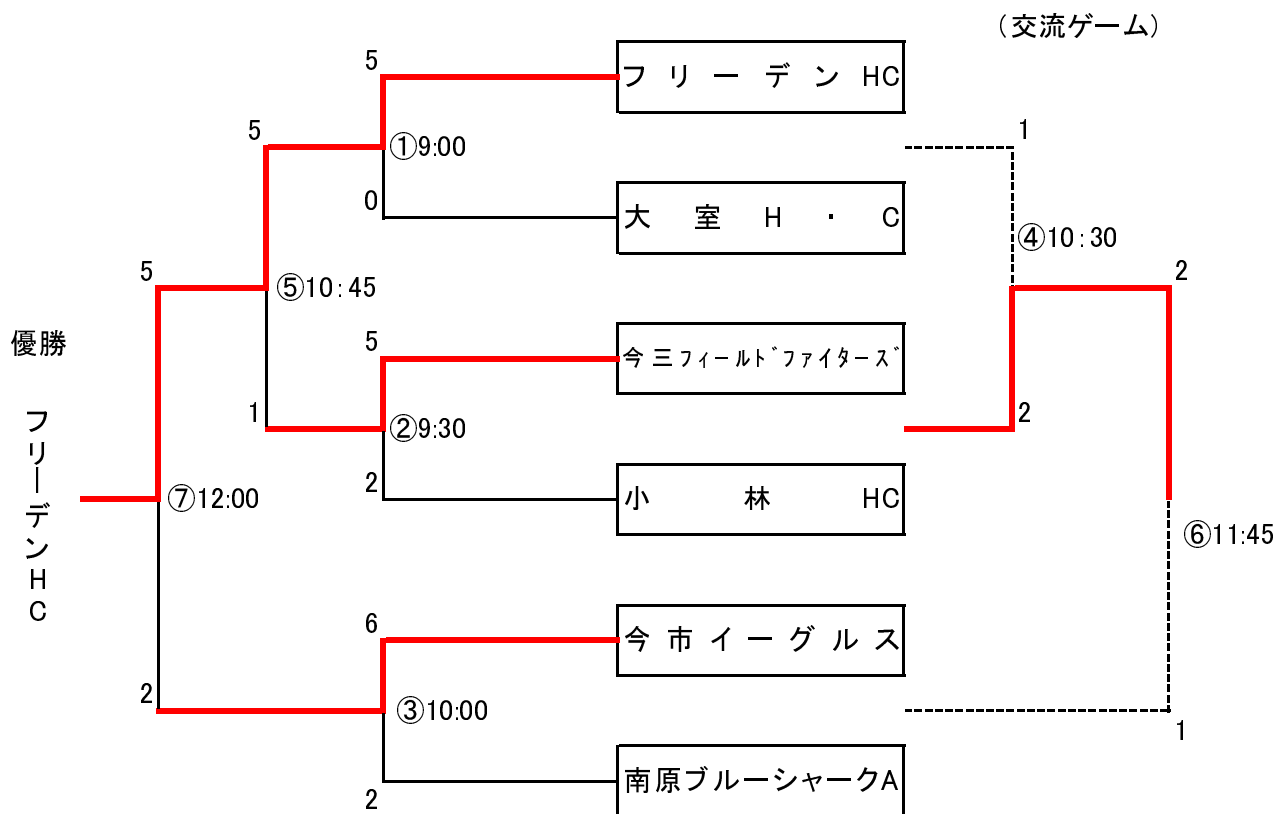 （交流ゲーム）
5
フリーデンHC
5
①9:00
1
0
大室H・C
④10:30
5
⑤10:45
2
優勝
5
今三フィールドファイターズ
1
②9:30
2
フリーデンHC
2
小林HC
⑦12:00
⑥11:45
6
今市イーグルス
2
③10:00
1
2
南原ブルーシャークA